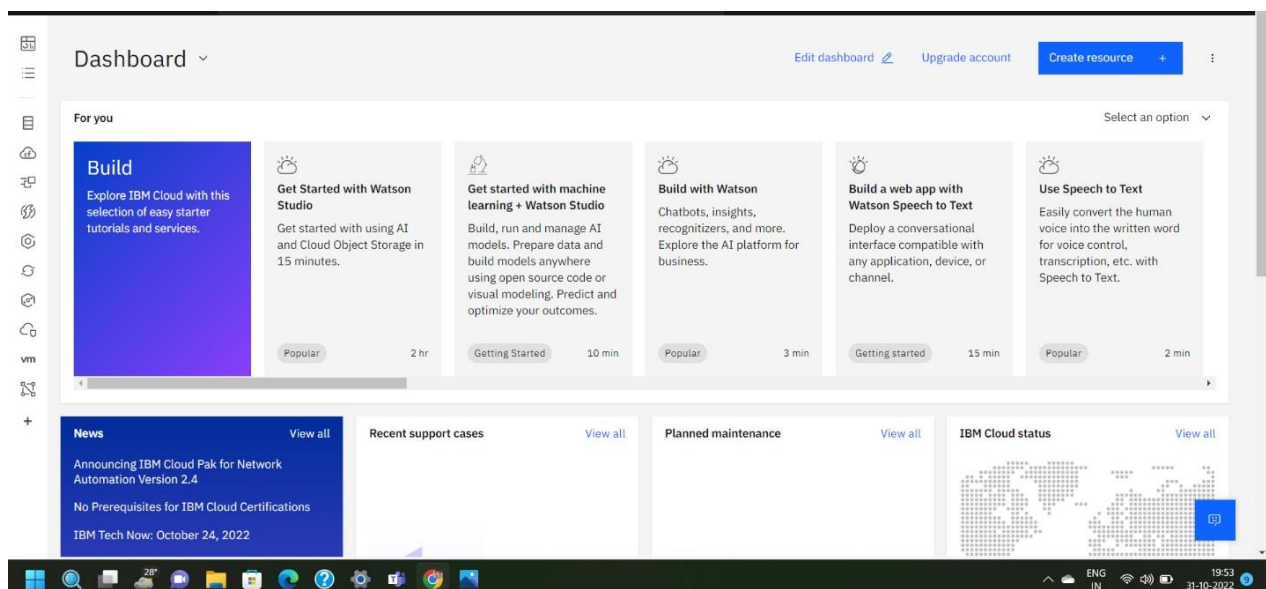 Dashboard
Edit dashboard
Upgrade account
Create resource +
For you
Select an option
Build
Explore IBM Cloud with this
selection of easy starter
tutorials and services.
Get Started with Watson
Studio
Get started with using AI
and Cloud Object Storage in
15 minutes.
Popular 2 hr
Get started with machine
learning + Watson Studio
Build, run and manage AI
models. Prepare data and
build models anywhere
using open source code or
visual modeling. Predict and
optimize your outcomes.
Getting Started 10 min
Build with Watson
Chatbots, insights,
recognizers, and more.
Explore the AI platform for
business.
Popular 3 min
Build a web app with
Watson Speech to Text
Deploy a conversational
interface compatible with
any application, device, or
channel.
Getting started 15 min
Use Speech to Text
Easily convert the human
voice into the written word
for voice control,
transcription, etc. with
Speech to Text.
Popular 2 min
vm
+
News View all
Announcing IBM Cloud Pak for Network
Automation Version 2.4
No Prerequisites for IBM Cloud Certifications
IBM Tech Now: October 24, 2022
Recent support cases View all
Planned maintenance View all
IBM Cloud status View all
28°
ENG
IN
19:53
31-10-2022
9